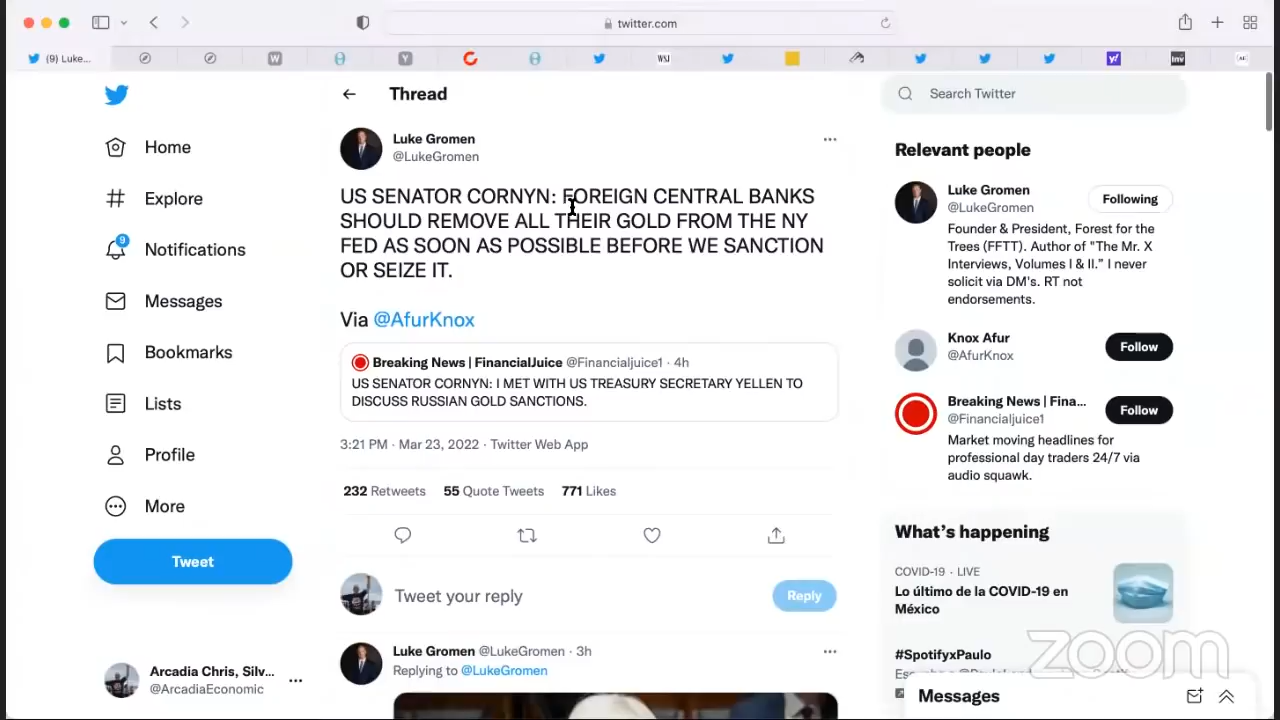 twitter.com
(9) Luke...
W
Y
WSJ
y!
Inv
Home
Explore
9
Notifications
Messages
Bookmarks
Lists
Profile
More
Tweet
Arcadia Chris, Silv...
@ArcadiaEconomic
Thread
Luke Gromen
@LukeGromen
US SENATOR CORNYN: FOREIGN CENTRAL BANKS
SHOULD REMOVE ALL THEIR GOLD FROM THE NY
FED AS SOON AS POSSIBLE BEFORE WE SANCTION
OR SEIZE IT.
Via @AfurKnox
Breaking News | FinancialJuice @Financialjuice1 · 4h
US SENATOR CORNYN: I MET WITH US TREASURY SECRETARY YELLEN TO
DISCUSS RUSSIAN GOLD SANCTIONS.
3:21 PM · Mar 23, 2022 · Twitter Web App
232 Retweets 55 Quote Tweets 771 Likes
Tweet your reply
Reply
Luke Gromen @LukeGromen · 3h
Replying to @LukeGromen
Search Twitter
Relevant people
Luke Gromen
@LukeGromen
Following
Founder & President, Forest for the
Trees (FFTT). Author of "The Mr. X
Interviews, Volumes I & II." I never
solicit via DM's. RT not
endorsements.
Knox Afur
@AfurKnox
Follow
Breaking News | Fina...
@Financialjuice1
Follow
Market moving headlines for
professional day traders 24/7 via
audio squawk.
What's happening
COVID-19 · LIVE
Lo último de la COVID-19 en
México
#SpotifyxPaulo
Messages
zoom